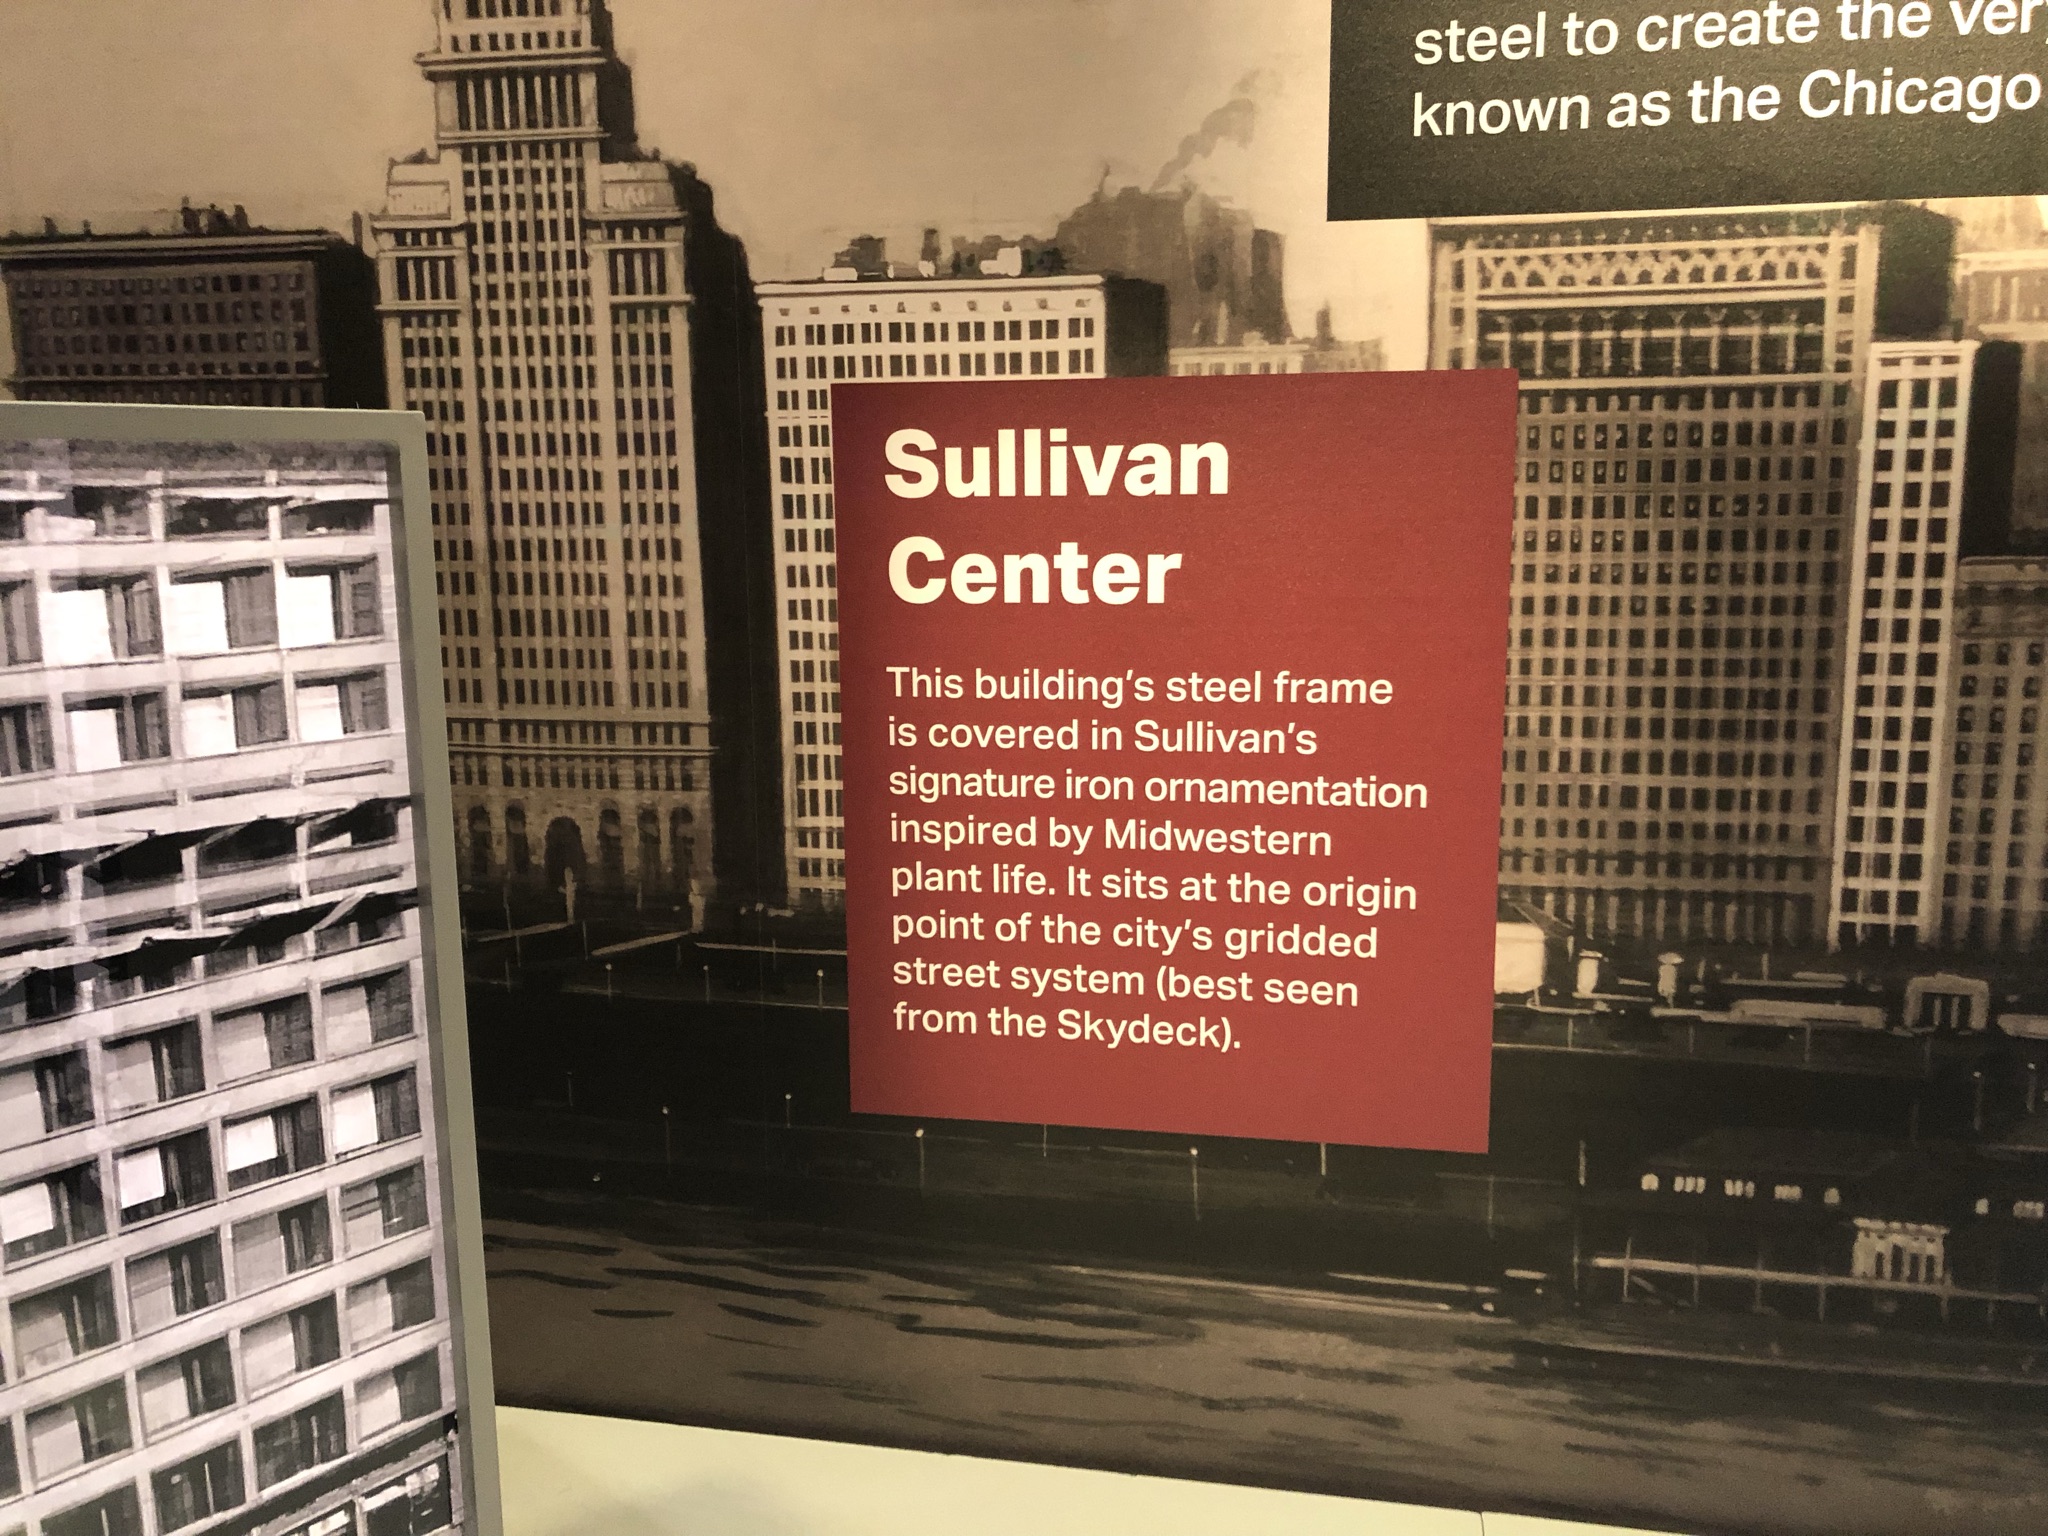 steel to create the very
known as the Chicago
Sullivan
Center
This building's steel frame
is covered in Sullivan's
signature iron ornamentation
inspired by Midwestern
plant life. It sits at the origin
point of the city's gridded
street system (best seen
from the Skydeck).